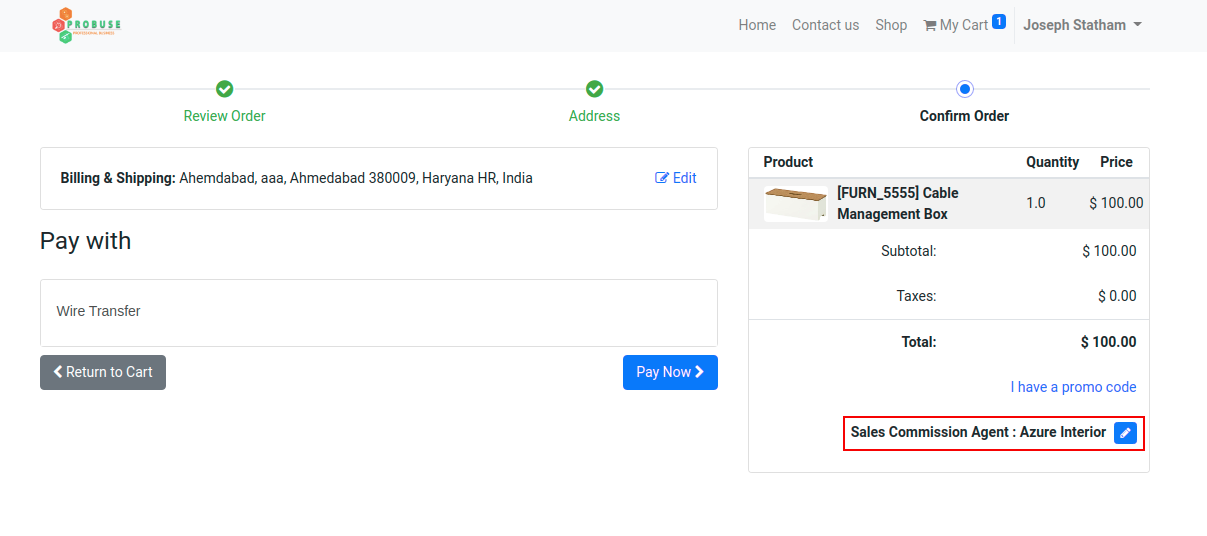 PROBUSE
PROFESSIONAL BUSINESS
Home
Contact us
Shop
My Cart 1
Joseph Statham
Review Order
Address
Confirm Order
Billing & Shipping: Ahemdabad, aaa, Ahmedabad 380009, Haryana HR, India
Edit
Pay with
Wire Transfer
Return to Cart
Pay Now
Product Quantity Price
[FURN_5555] Cable
Management Box
1.0
$ 100.00
Subtotal: $ 100.00
Taxes: $ 0.00
Total: $ 100.00
I have a promo code
Sales Commission Agent : Azure Interior